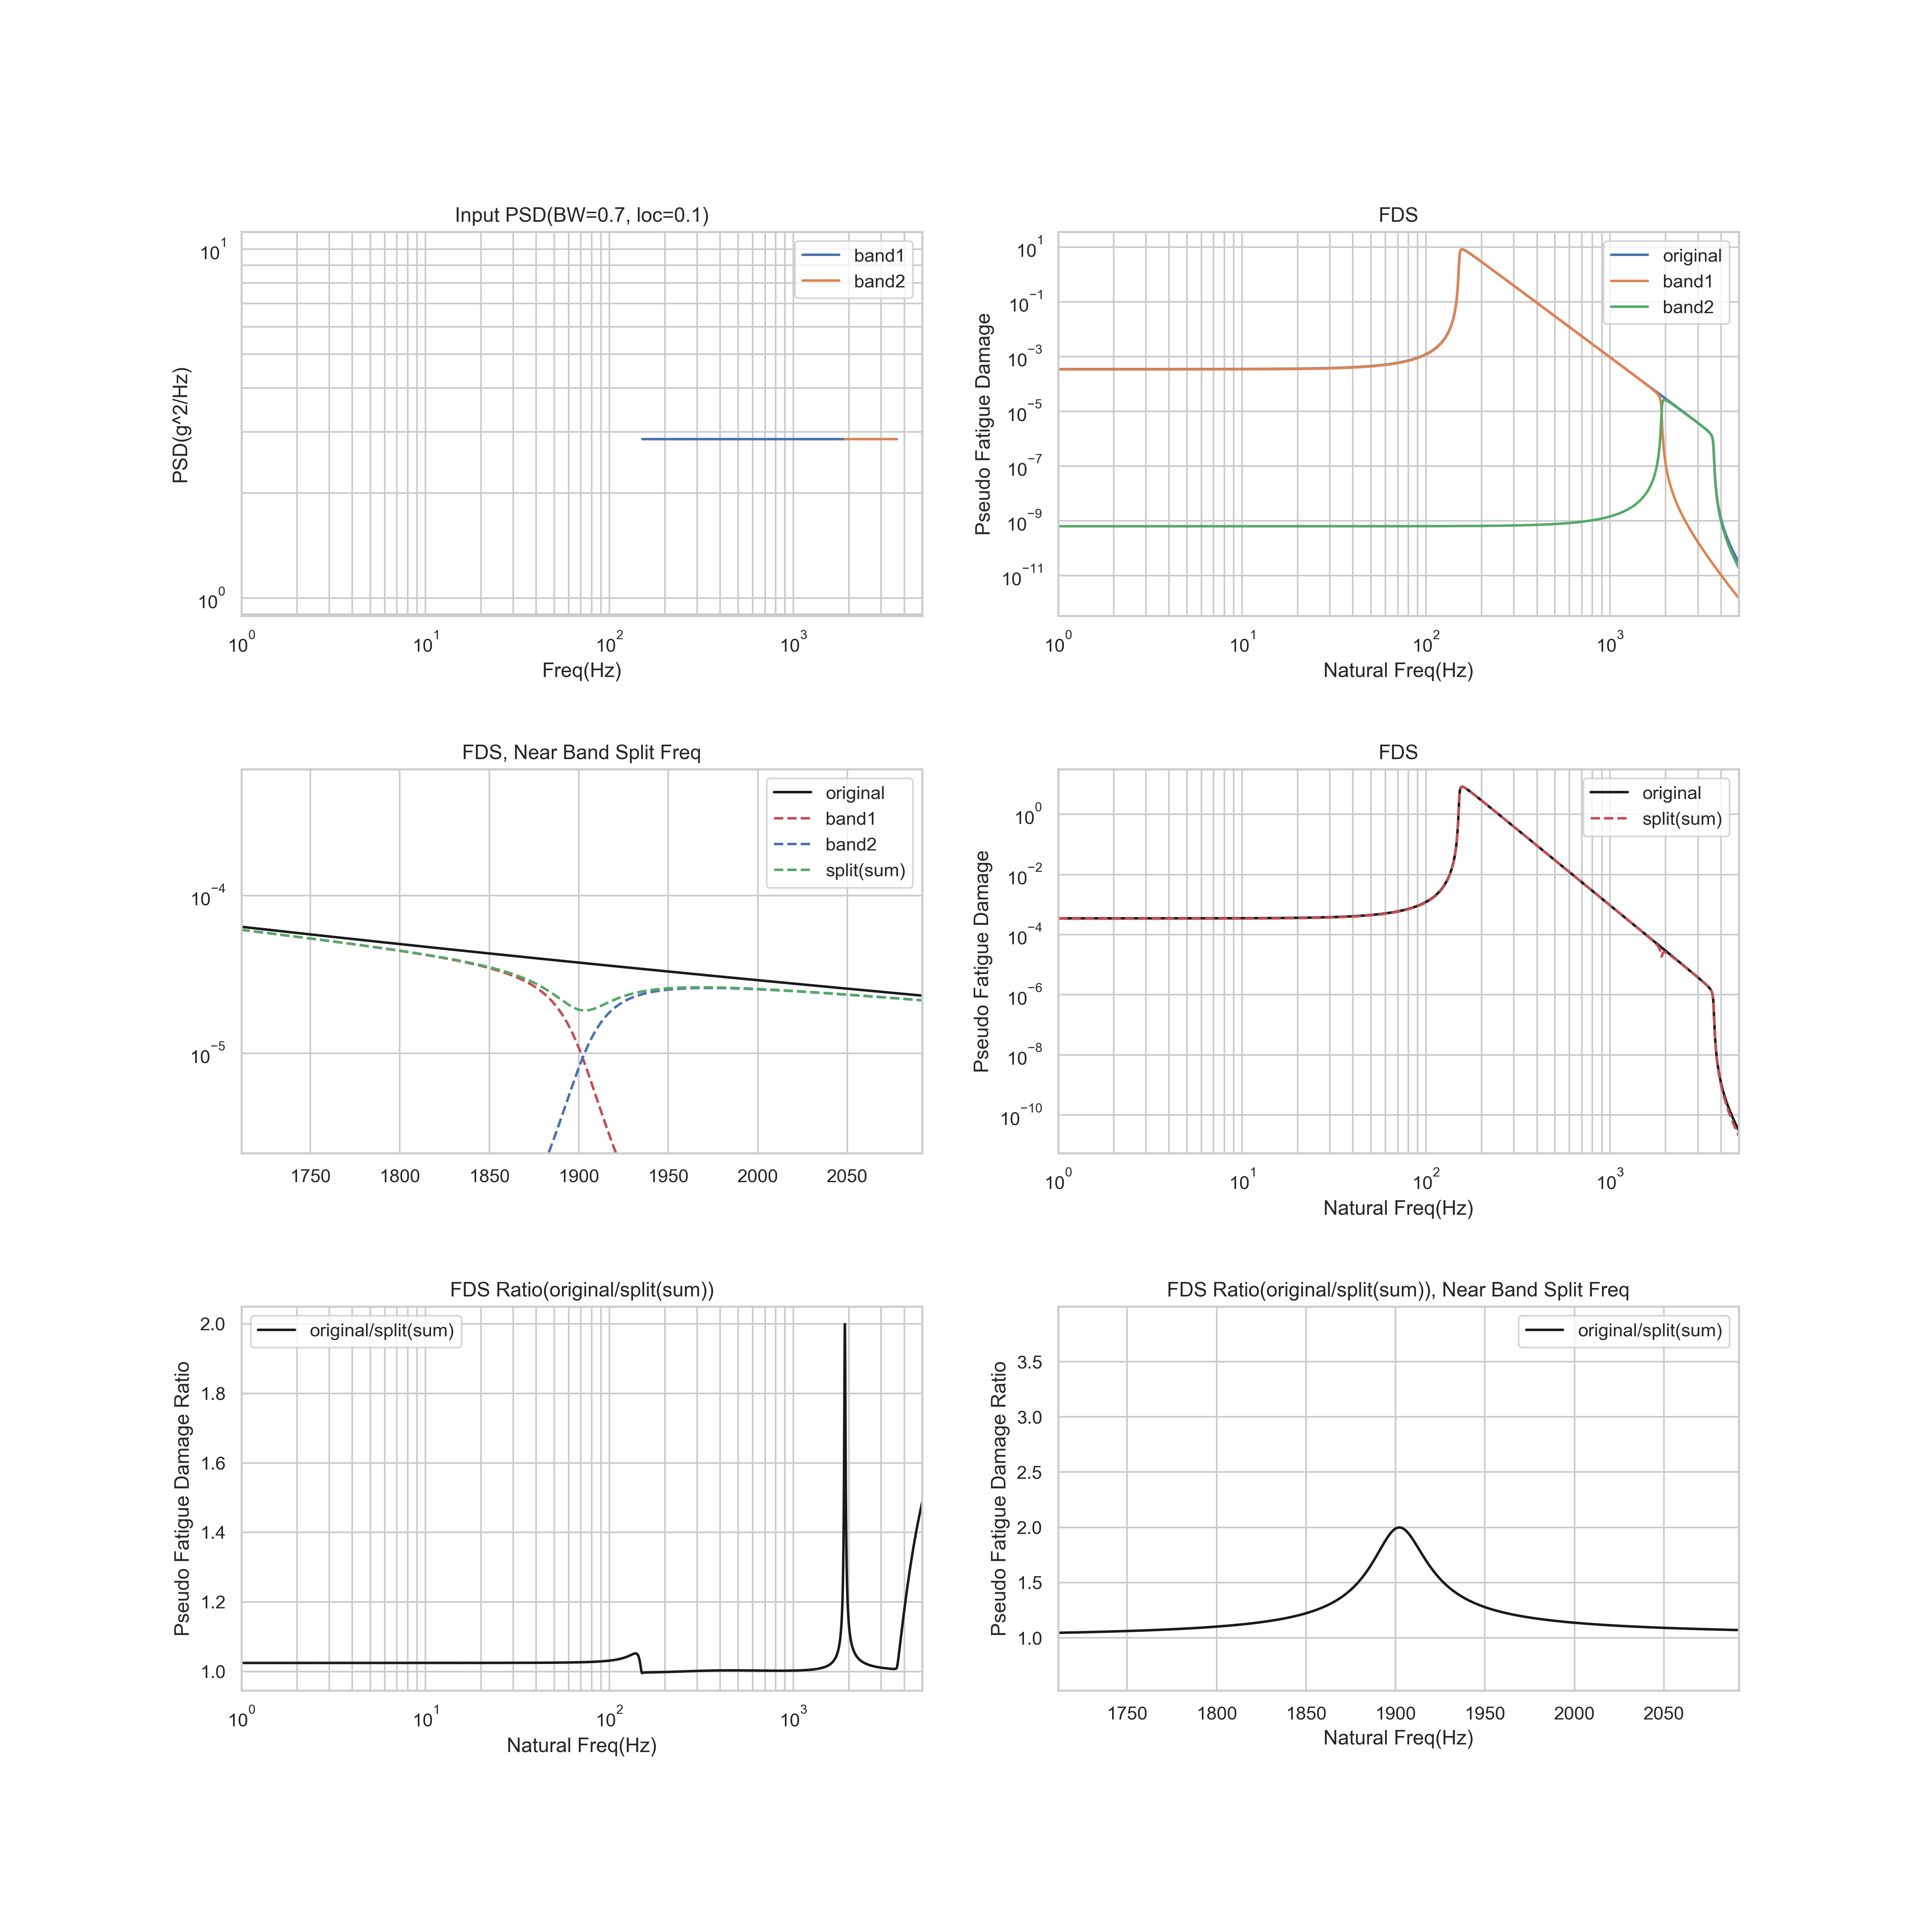 Input PSD(BW=0.7, loc=0.1)
PSD(g^2/Hz)
10^1
10^0
band1
band2
10^0 10^1 10^2 10^3
Freq(Hz)
FDS
Pseudo Fatigue Damage
10^1
10^−1
10^−3
10^−5
10^−7
10^−9
10^−11
original
band1
band2
10^0 10^1 10^2 10^3
Natural Freq(Hz)
FDS, Near Band Split Freq
10^−4
10^−5
original
band1
band2
split(sum)
1750 1800 1850 1900 1950 2000 2050
FDS
Pseudo Fatigue Damage
10^0
10^−2
10^−4
10^−6
10^−8
10^−10
original
split(sum)
10^0 10^1 10^2 10^3
Natural Freq(Hz)
FDS Ratio(original/split(sum))
Pseudo Fatigue Damage Ratio
2.0
1.8
1.6
1.4
1.2
1.0
original/split(sum)
10^0 10^1 10^2 10^3
Natural Freq(Hz)
FDS Ratio(original/split(sum)), Near Band Split Freq
Pseudo Fatigue Damage Ratio
3.5
3.0
2.5
2.0
1.5
1.0
original/split(sum)
1750 1800 1850 1900 1950 2000 2050
Natural Freq(Hz)